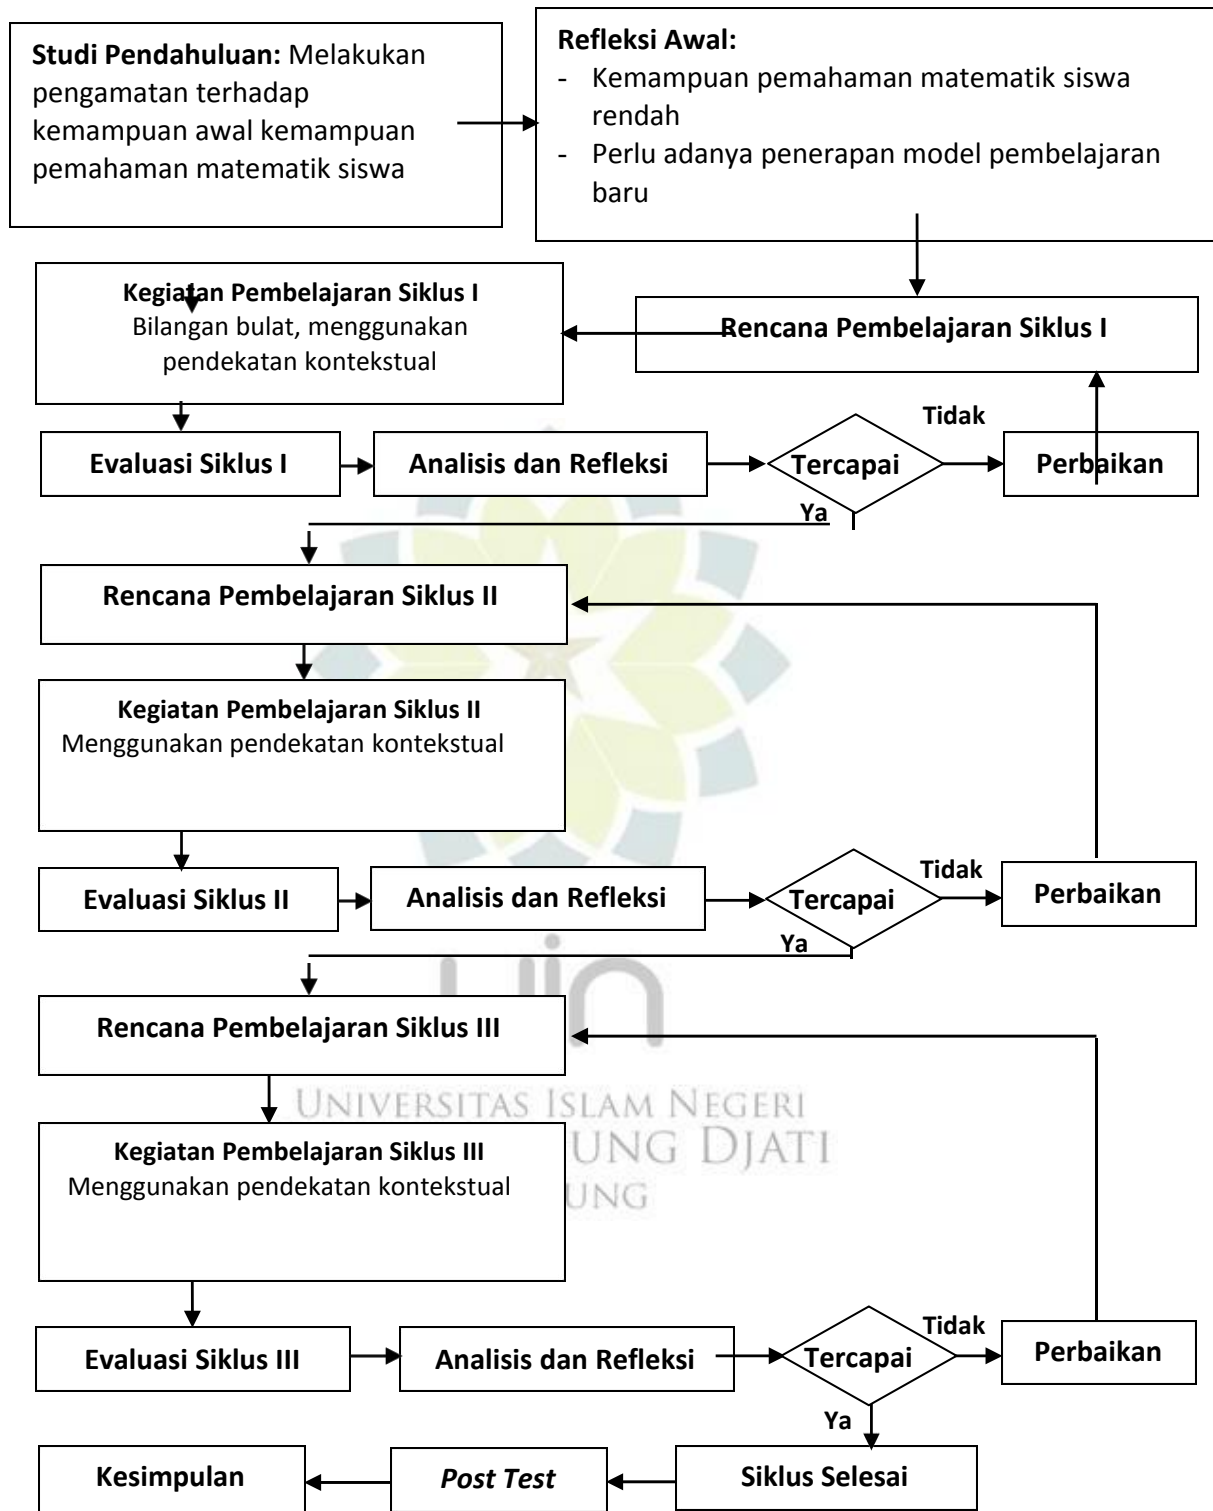 Studi Pendahuluan: Melakukan
pengamatan terhadap
kemampuan awal kemampuan
pemahaman matematik siswa
Refleksi Awal:
- Kemampuan pemahaman matematik siswa
rendah
- Perlu adanya penerapan model pembelajaran
baru
Kegiatan Pembelajaran Siklus I
Bilangan bulat, menggunakan
pendekatan kontekstual
Rencana Pembelajaran Siklus I
Evaluasi Siklus I
Analisis dan Refleksi
Tercapai
Tidak
Perbaikan
Ya
Rencana Pembelajaran Siklus II
Kegiatan Pembelajaran Siklus II
Menggunakan pendekatan kontekstual
Evaluasi Siklus II
Analisis dan Refleksi
Tercapai
Tidak
Perbaikan
Ya
uin
Rencana Pembelajaran Siklus III
UNIVERSITAS ISLAM NEGERI
UNG DJATI
UNG
Kegiatan Pembelajaran Siklus III
Menggunakan pendekatan kontekstual
Evaluasi Siklus III
Analisis dan Refleksi
Tercapai
Tidak
Perbaikan
Ya
Kesimpulan
Post Test
Siklus Selesai